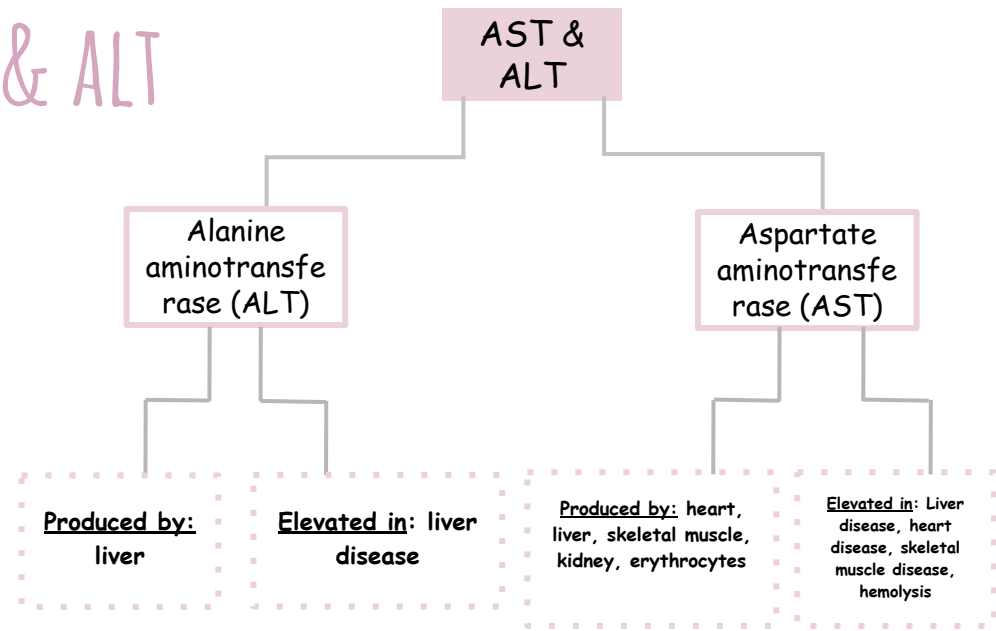 & ALT
AST &
ALT
Alanine
aminotransfe
rase (ALT)
Aspartate
aminotransfe
rase (AST)
Produced by:
liver
Elevated in: liver
disease
Produced by: heart,
liver, skeletal muscle,
kidney, erythrocytes
Elevated in: Liver
disease, heart
disease, skeletal
muscle disease,
hemolysis